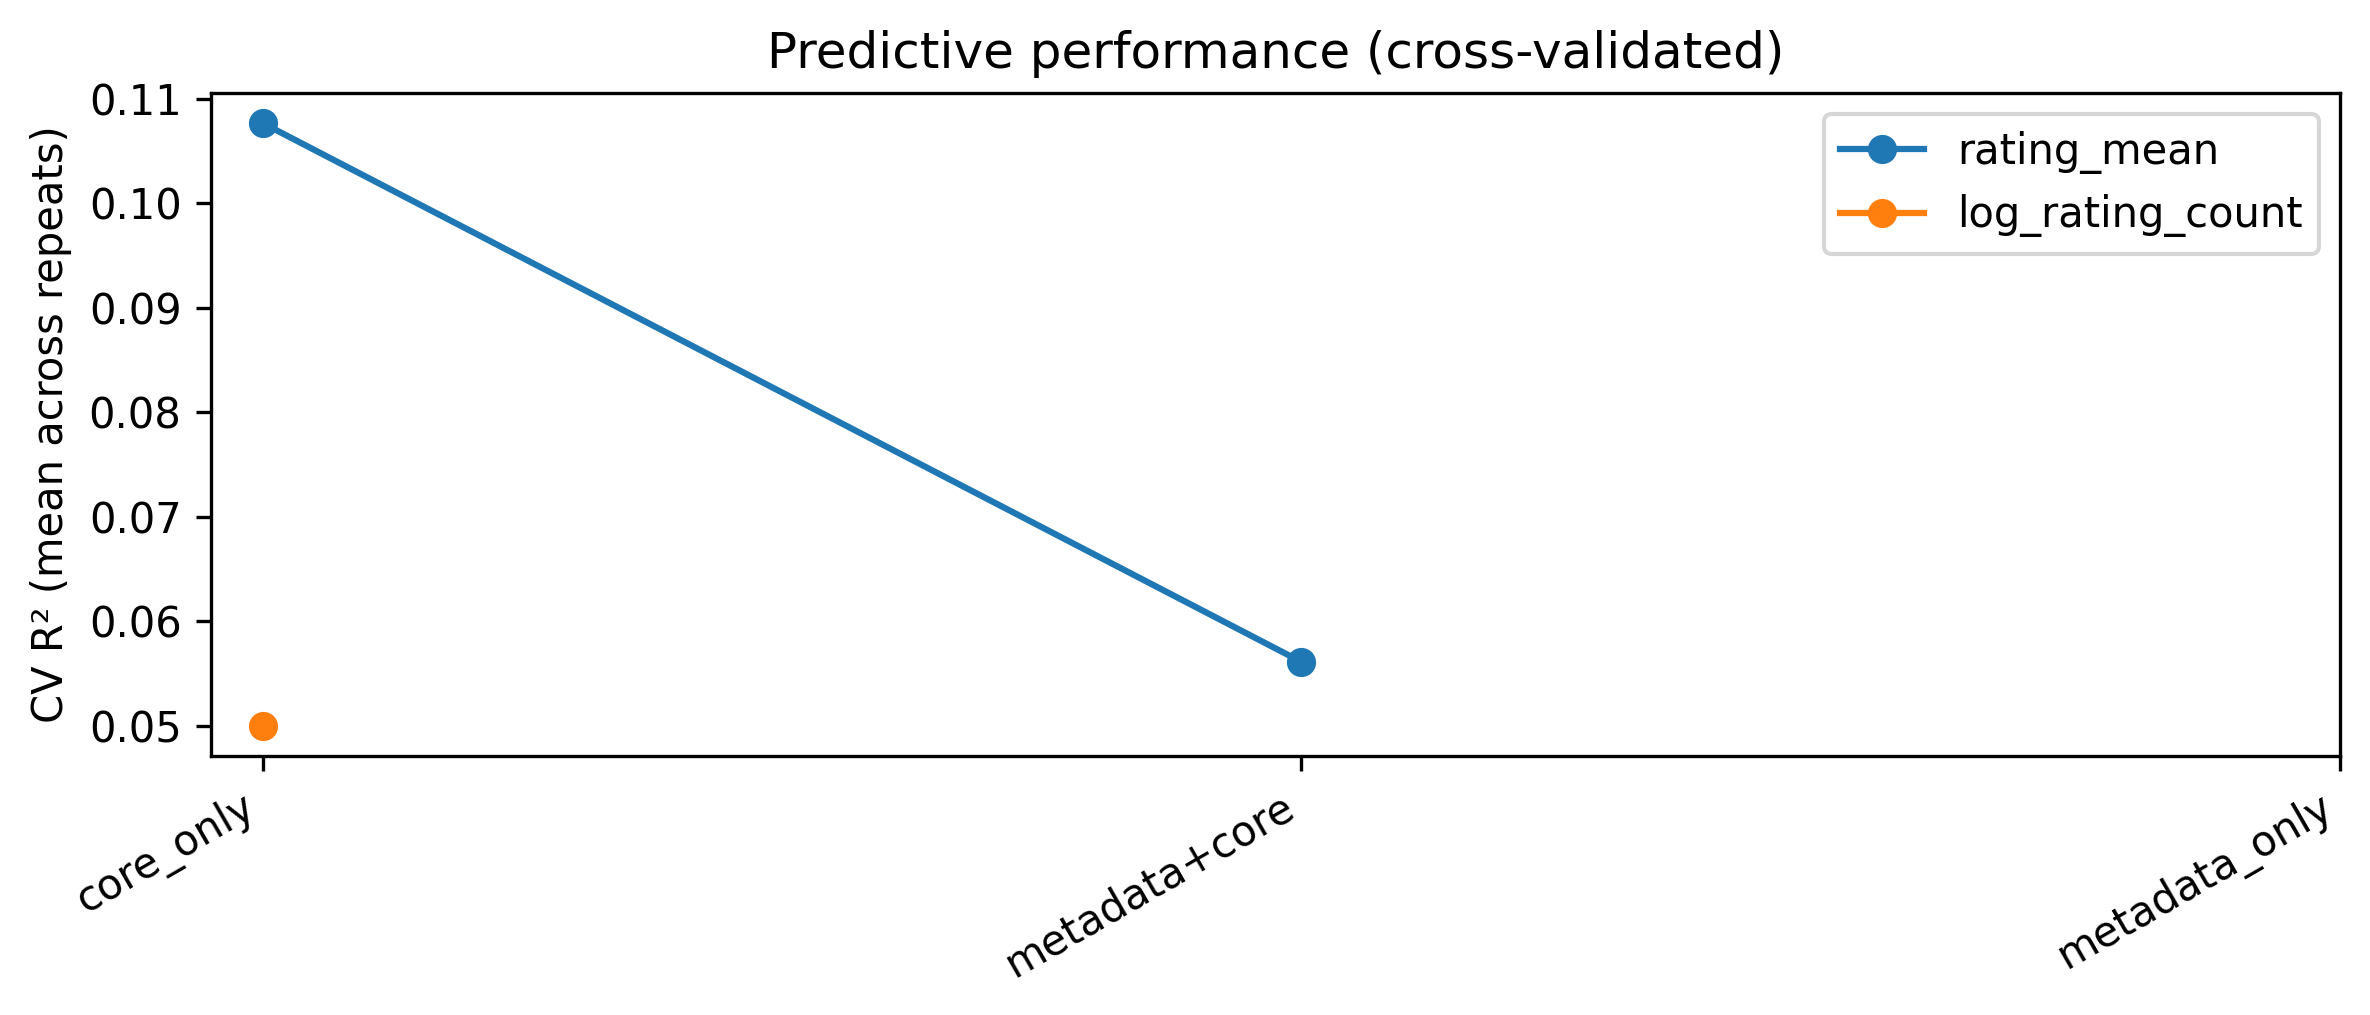 Predictive performance (cross-validated)
CV R² (mean across repeats)
0.11
0.10
0.09
0.08
0.07
0.06
0.05
rating_mean
log_rating_count
core_only
metadata+core
metadata_only